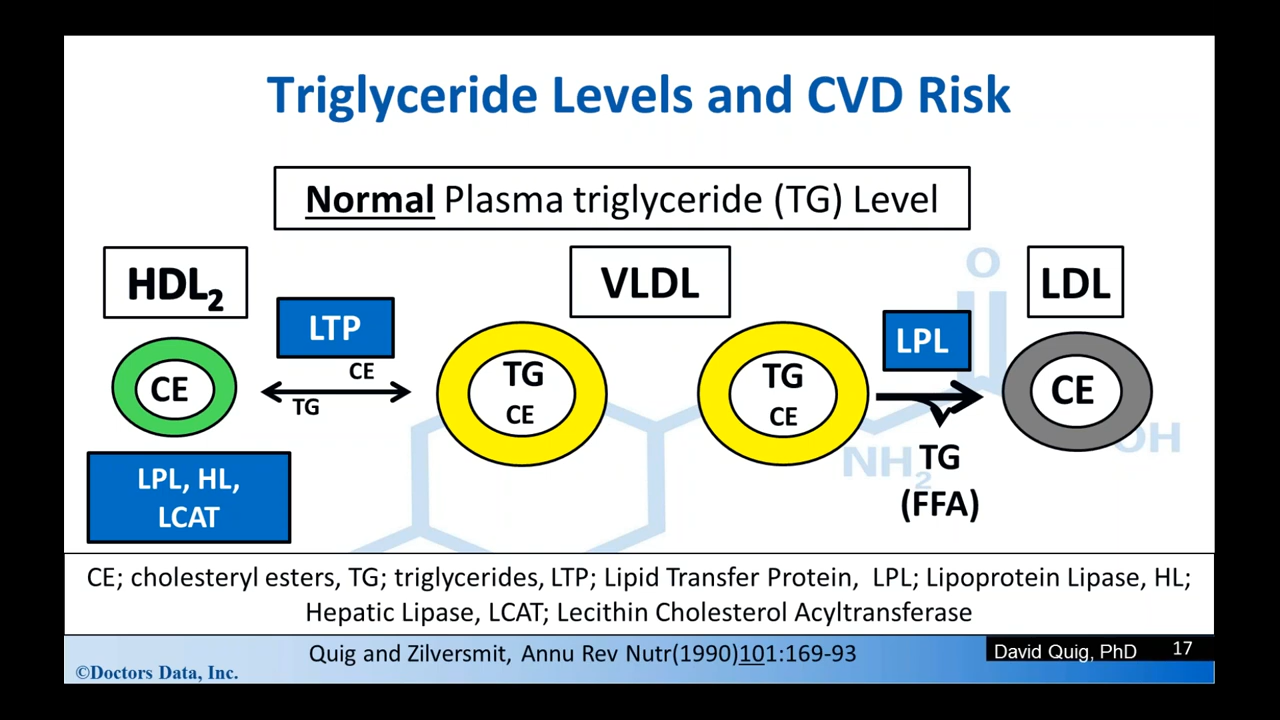 Triglyceride Levels and CVD Risk
Normal Plasma triglyceride (TG) Level
HDL2
VLDL
LDL
LTP
LPL
CE
CE
TG
TG
CE
TG
CE
CE
TG
(FFA)
LPL, HL,
LCAT
O
NH2
OH
CE; cholesteryl esters, TG; triglycerides, LTP; Lipid Transfer Protein, LPL; Lipoprotein Lipase, HL;
Hepatic Lipase, LCAT; Lecithin Cholesterol Acyltransferase
Quig and Zilversmit, Annu Rev Nutr(1990)101:169-93
David Quig, PhD
17
©Doctors Data, Inc.